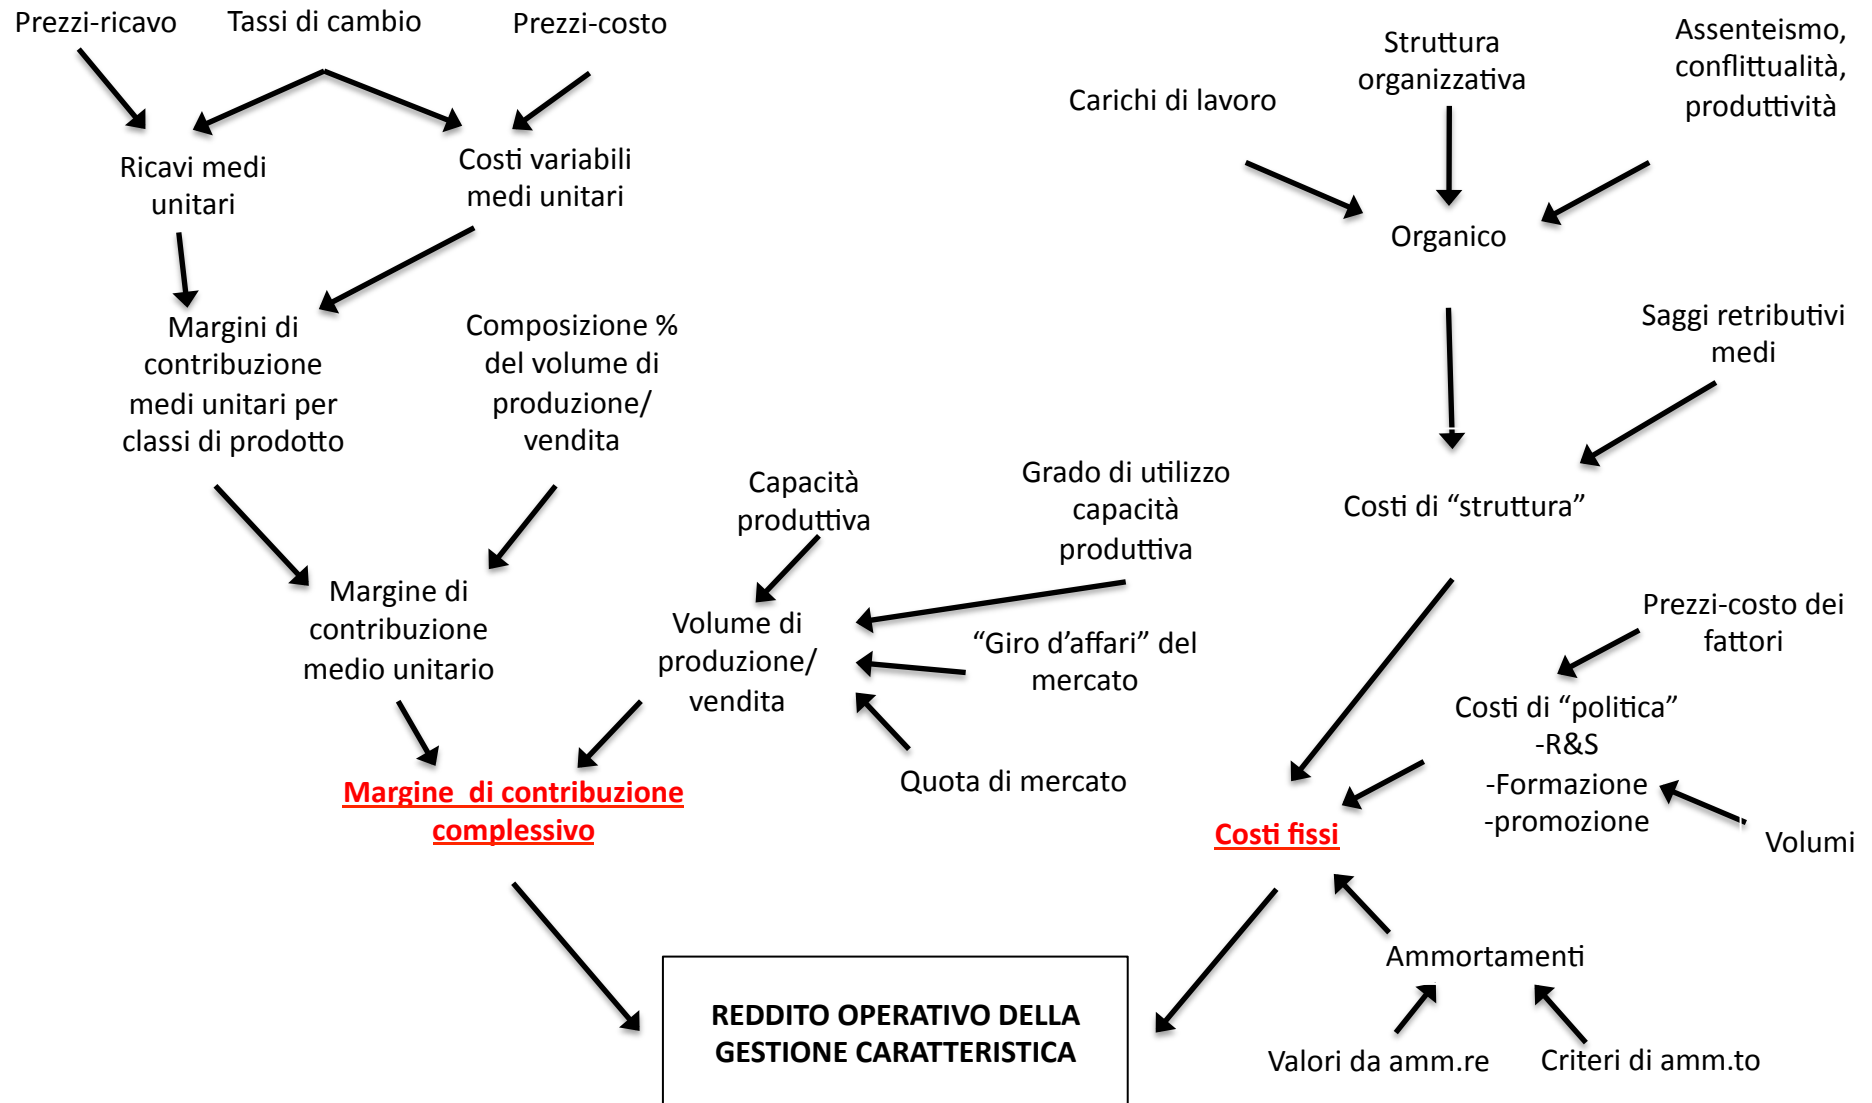 Prezzi-ricavo
Tassi di cambio
Prezzi-costo
Struttura
organizzativa
Assenteismo,
conflittualità,
produttività
Carichi di lavoro
Ricavi medi
unitari
Costi variabili
medi unitari
Organico
Margini di
contribuzione
medi unitari per
classi di prodotto
Composizione %
del volume di
produzione/
vendita
Saggi retributivi
medi
Capacità
produttiva
Grado di utilizzo
capacità
produttiva
Costi di “struttura”
Margine di
contribuzione
medio unitario
Volume di
produzione/
vendita
“Giro d’affari” del
mercato
Prezzi-costo dei
fattori
Costi di “politica”
-R&S
-Formazione
-promozione
Quota di mercato
Margine  di contribuzione
complessivo
Costi fissi
Volumi
Ammortamenti
REDDITO OPERATIVO DELLA
GESTIONE CARATTERISTICA
Valori da amm.re
Criteri di amm.to